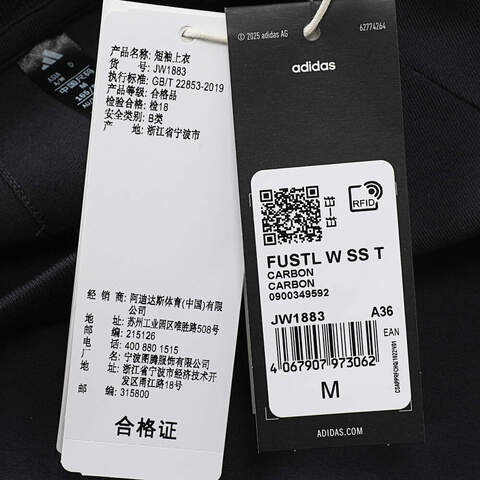 产品名称: 短袖上衣
货 号: JW1883
执行标准: GB/T 22853-2019
产品等级: 合格品
检验合格: 检18
安全类别: B类
产 地: 浙江省宁波市
经 销 商: 阿迪达斯体育(中国)有限
公司
地 址: 苏州工业园区唯胜路508号
邮 编: 215126
电 话: 400 880 1515
厂 名: 宁波图腾服饰有限公司
地 址: 浙江省宁波市经济技术开
发区临江路18号
邮 编: 315800
合格证
© 2025 adidas AG
62774264
adidas
RFID
FUSTL W SS T
CARBON
CARBON
0900349592
JW1883
A36
EAN
4 067907 973062
M
ADIDAS.COM